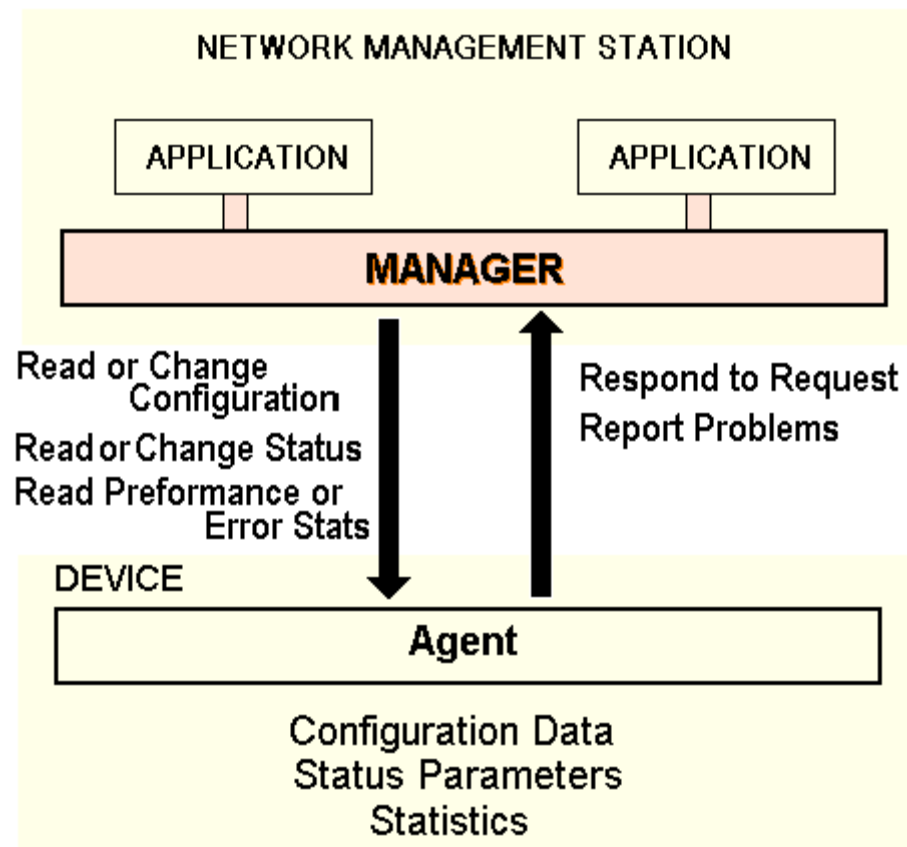 NETWORK MANAGEMENT STATION
APPLICATION
APPLICATION
MANAGER
Read or Change
Configuration
Read or Change Status
Read Preformance or
Error Stats
Respond to Request
Report Problems
DEVICE
Agent
Configuration Data
Status Parameters
Statistics